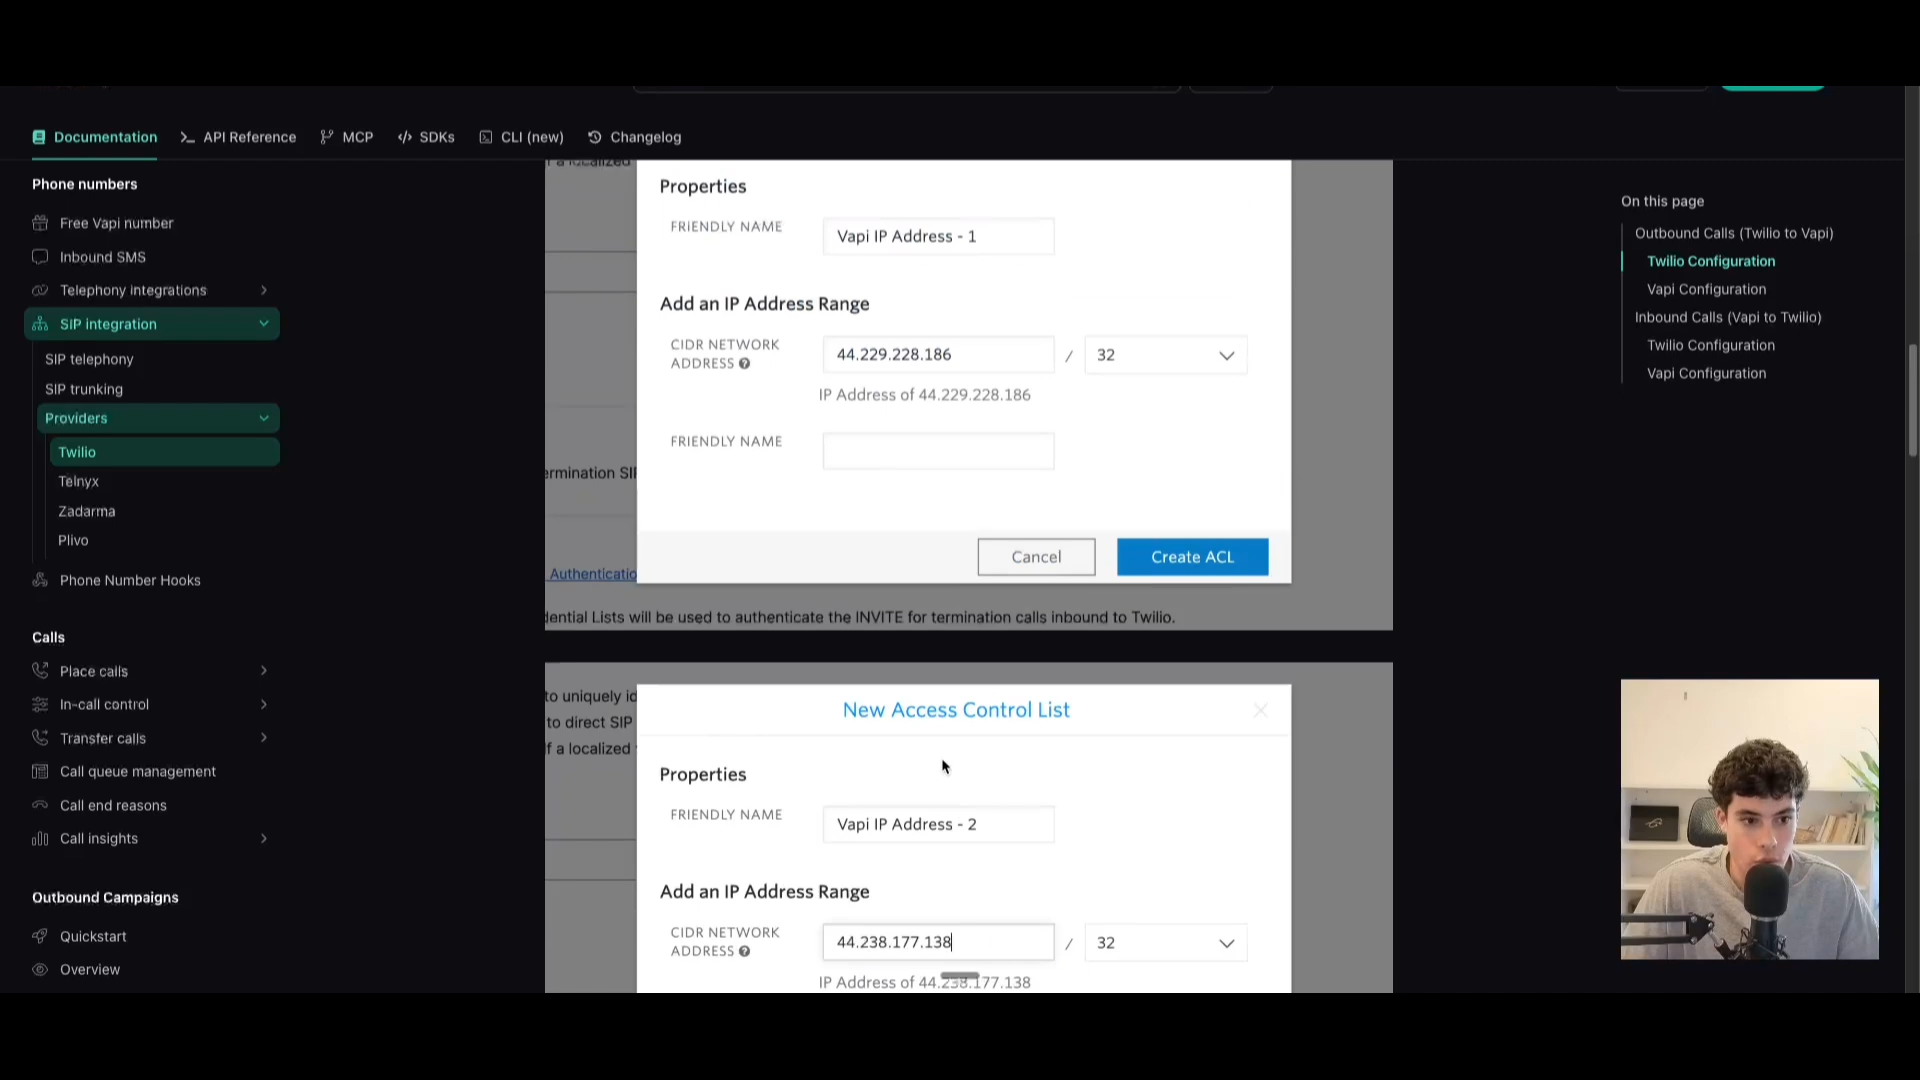 Documentation
API Reference
MCP
SDKs
CLI (new)
Changelog
Phone numbers
Free Vapi number
Inbound SMS
Telephony integrations
SIP integration
SIP telephony
SIP trunking
Providers
Twilio
Telnyx
Zadarma
Plivo
Phone Number Hooks
Calls
Place calls
In-call control
Transfer calls
Call queue management
Call end reasons
Call insights
Outbound Campaigns
Quickstart
Overview
f a localized
Properties
FRIENDLY NAME
Vapi IP Address - 1
Add an IP Address Range
CIDR NETWORK
ADDRESS
44.229.228.186
/
32
IP Address of 44.229.228.186
FRIENDLY NAME
ermination SIP
Cancel
Create ACL
Authentication
dential Lists will be used to authenticate the INVITE for termination calls inbound to Twilio.
to uniquely id
to direct SIP
f a localized
New Access Control List
Properties
FRIENDLY NAME
Vapi IP Address - 2
Add an IP Address Range
CIDR NETWORK
ADDRESS
44.238.177.138
/
32
IP Address of 44.238.177.138
On this page
Outbound Calls (Twilio to Vapi)
Twilio Configuration
Vapi Configuration
Inbound Calls (Vapi to Twilio)
Twilio Configuration
Vapi Configuration